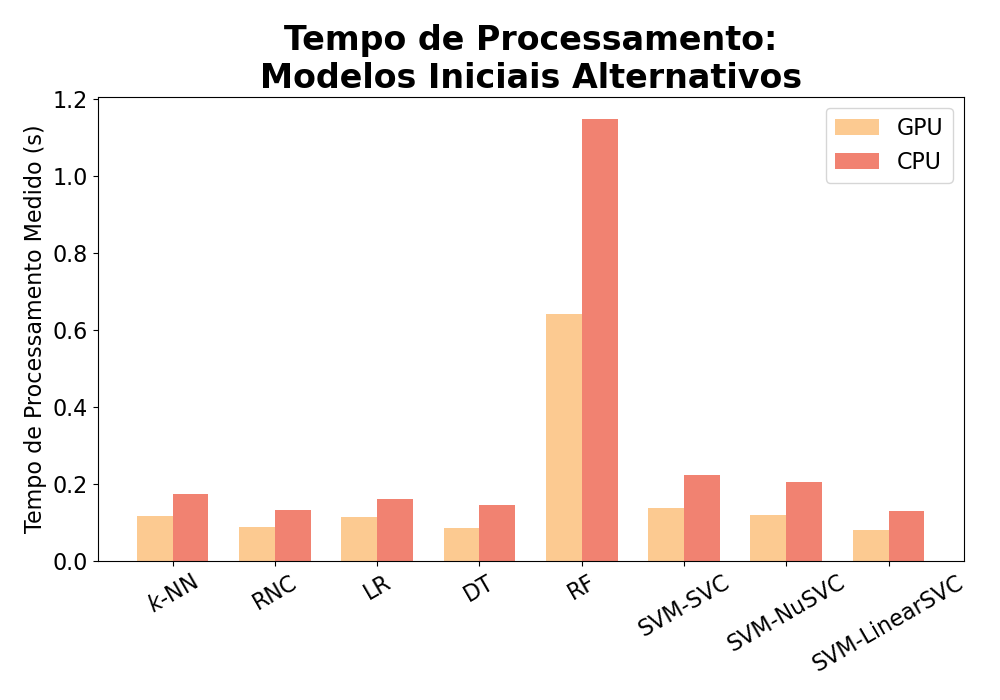 Tempo de Processamento:
Modelos Iniciais Alternativos
Tempo de Processamento Medido (s)
1.2
1.0
0.8
0.6
0.4
0.2
0.0
GPU
CPU
k-NN
RNC
LR
DT
RF
SVM-SVC
SVM-NuSVC
SVM-LinearSVC